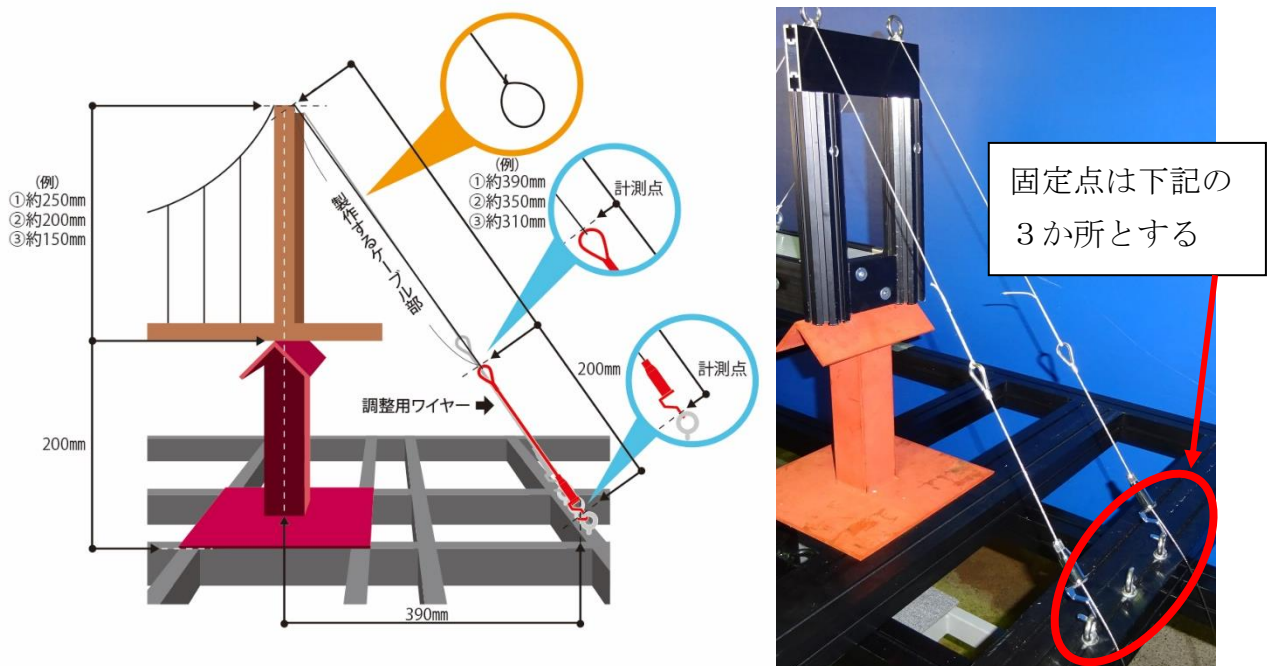 (例)
①約250mm
②約200mm
③約150mm
200mm
製作するケーブル部
(例)
①約390mm
②約350mm
③約310mm
計測点
200mm
計測点
調整用ワイヤー
390mm
固定点は下記の
３か所とする